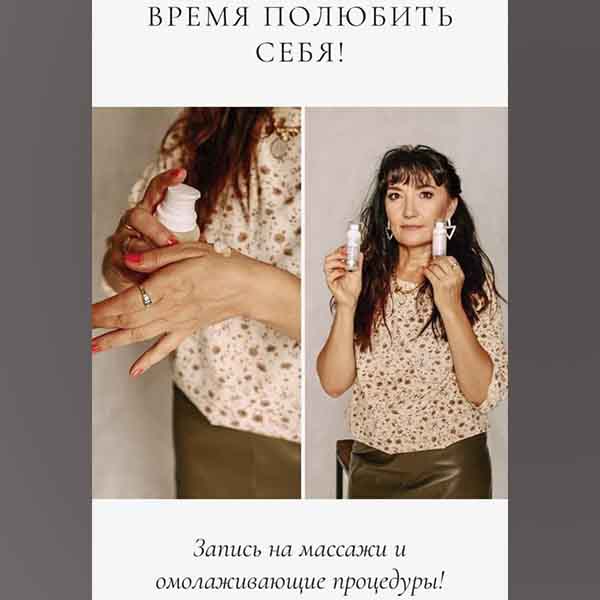 ВРЕМЯ ПОЛЮБИТЬ
СЕБЯ!
Запись на массажи и
омолаживающие процедуры!